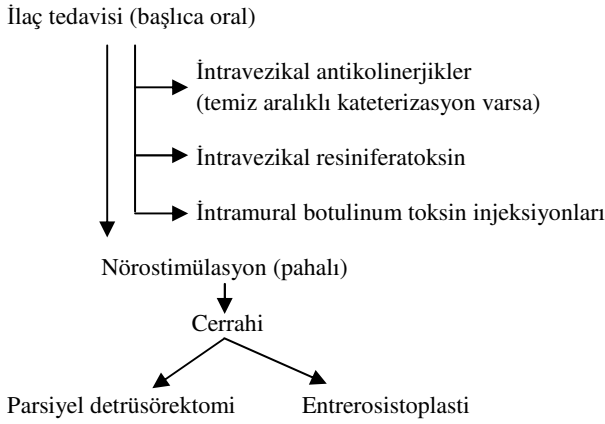 İlaç tedavisi (başlıca oral)
İntravezikal antikolinerjikler
(temiz aralıklı kateterizasyon varsa)
İntravezikal resiniferatoksin
İntramural botulinum toksin injeksiyonları
Nörostimülasyon (pahalı)
Cerrahi
Parsiyel detrüsörektomi Entrerosistoplasti